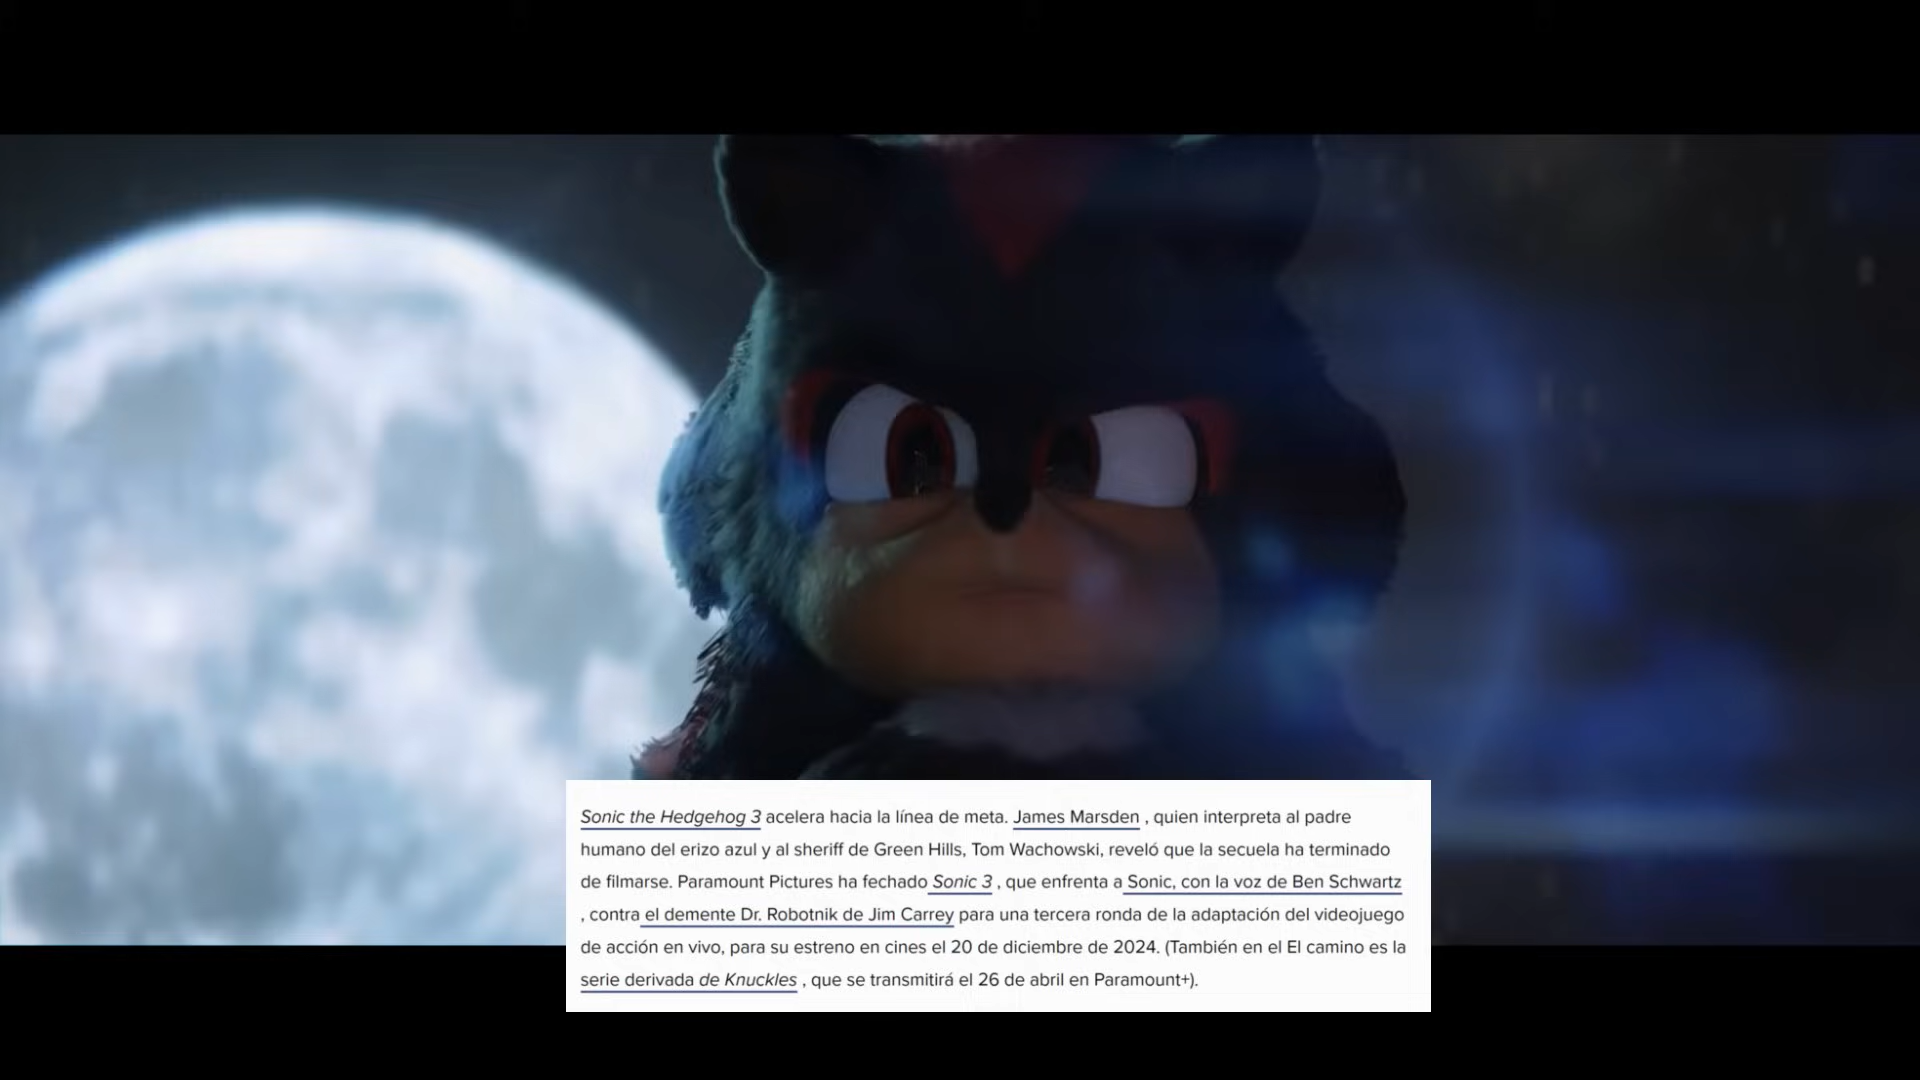 Sonic the Hedgehog 3 acelera hacia la línea de meta. James Marsden , quien interpreta al padre
humano del erizo azul y al sheriff de Green Hills, Tom Wachowski, reveló que la secuela ha terminado
de filmarse. Paramount Pictures ha fechado Sonic 3 , que enfrenta a Sonic, con la voz de Ben Schwartz
, contra el demente Dr. Robotnik de Jim Carrey para una tercera ronda de la adaptación del videojuego
de acción en vivo, para su estreno en cines el 20 de diciembre de 2024. (También en el El camino es la
serie derivada de Knuckles , que se transmitirá el 26 de abril en Paramount+).